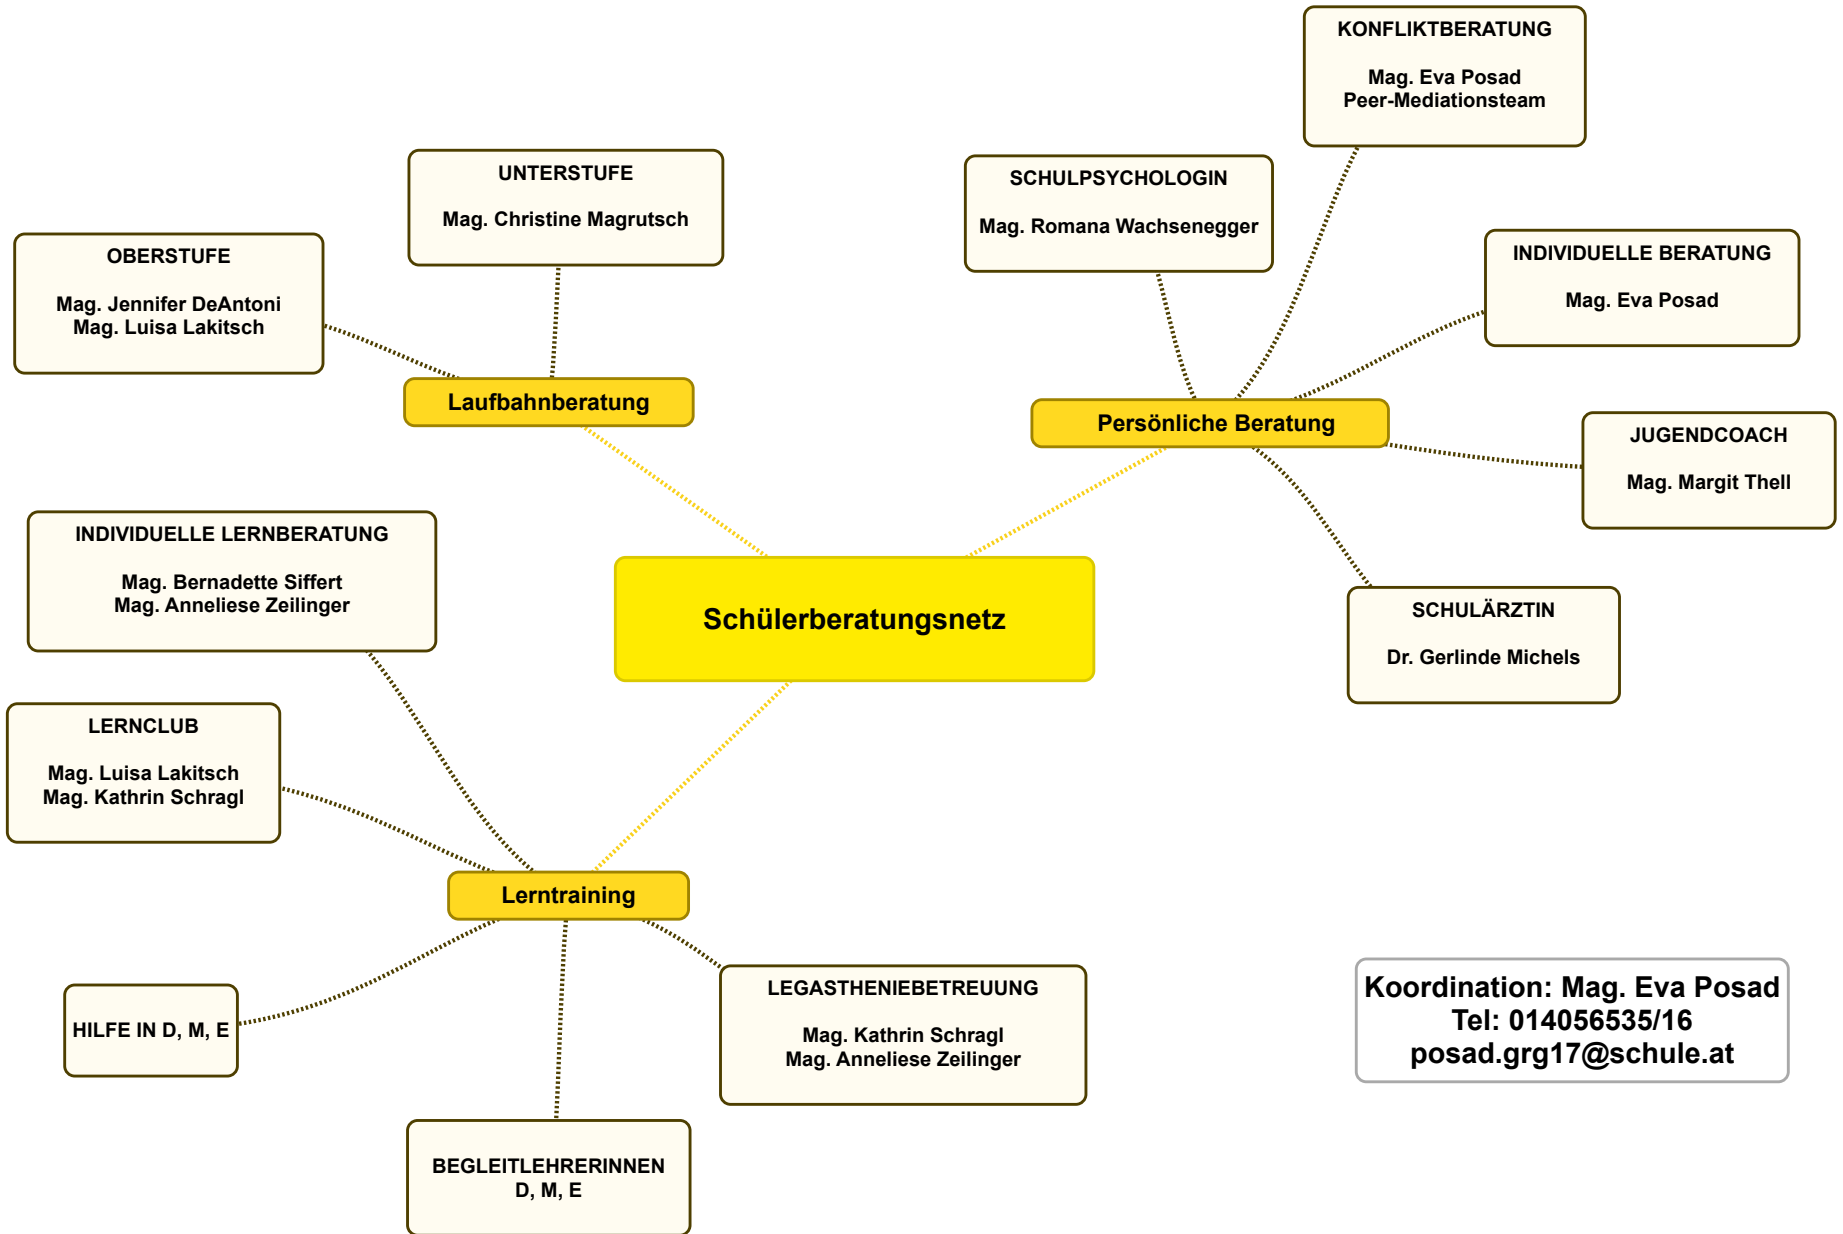 KONFLIKTBERATUNG
Mag. Eva Posad
Peer-Mediationsteam
UNTERSTUFE
Mag. Christine Magrutsch
SCHULPSYCHOLOGIN
Mag. Romana Wachsenegger
OBERSTUFE
Mag. Jennifer DeAntoni
Mag. Luisa Lakitsch
INDIVIDUELLE BERATUNG
Mag. Eva Posad
Laufbahnberatung
Persönliche Beratung
JUGENDCOACH
Mag. Margit Thell
INDIVIDUELLE LERNBERATUNG
Mag. Bernadette Siffert
Mag. Anneliese Zeilinger
Schülerberatungsnetz
SCHULÄRZTIN
Dr. Gerlinde Michels
LERNCLUB
Mag. Luisa Lakitsch
Mag. Kathrin Schragl
Lerntraining
HILFE IN D, M, E
LEGASTHENIEBETREUUNG
Mag. Kathrin Schragl
Mag. Anneliese Zeilinger
Koordination: Mag. Eva Posad
Tel: 014056535/16
posad.grg17@schule.at
BEGLEITLEHRERINNEN
D, M, E